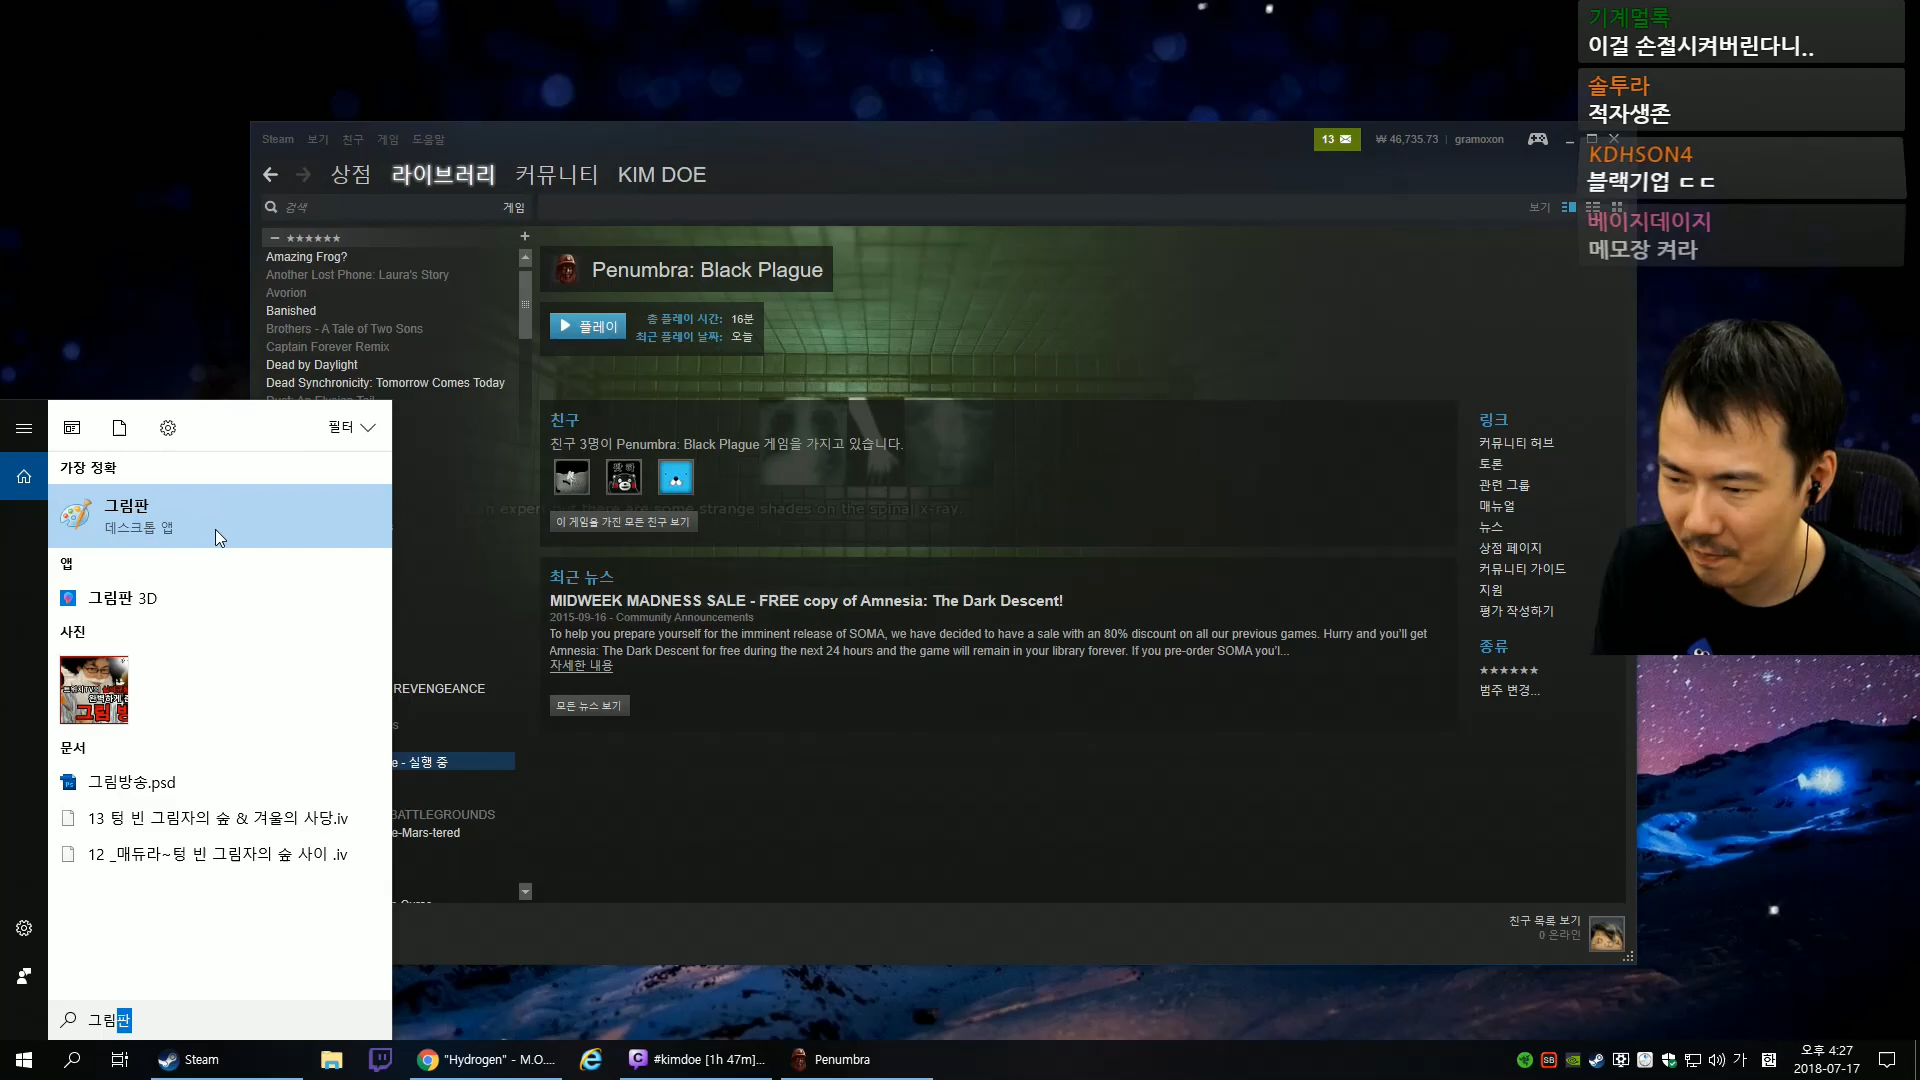 기계멀록
이걸 손절시켜버린다니..
솔투라
적자생존
KDHSON4
블랙기업 ㄷㄷ
베이지데이지
메모장 켜라
Steam 보기 친구 게임 도움말
13
₩ 46,735.73
gramoxon
상점 라이브러리 커뮤니티 KIM DOE
검색
게임
보기
★★★★★★
Amazing Frog?
Another Lost Phone: Laura's Story
Avorion
Banished
Brothers - A Tale of Two Sons
Captain Forever Remix
Dead by Daylight
Dead Synchronicity: Tomorrow Comes Today
REVENGEANCE
e - 실행 중
BATTLEGROUNDS
e-Mars-tered
Penumbra: Black Plague
플레이
총 플레이 시간: 16분
최근 플레이 날짜: 오늘
친구
친구 3명이 Penumbra: Black Plague 게임을 가지고 있습니다.
there are some strange shades on the spinal x-ray.
이 게임을 가진 모든 친구 보기
최근 뉴스
MIDWEEK MADNESS SALE - FREE copy of Amnesia: The Dark Descent!
2015-09-16 - Community Announcements
To help you prepare yourself for the imminent release of SOMA, we have decided to have a sale with an 80% discount on all our previous games. Hurry and you'll get
Amnesia: The Dark Descent for free during the next 24 hours and the game will remain in your library forever. If you pre-order SOMA you'l...
자세한 내용
모든 뉴스 보기
링크
커뮤니티 허브
토론
관련 그룹
매뉴얼
뉴스
상점 페이지
커뮤니티 가이드
지원
평가 작성하기
종류
★★★★★★
범주 변경...
친구 목록 보기
0 온라인
필터
가장 정확
그림판
데스크톱 앱
앱
그림판 3D
사진
문서
그림방송.psd
13 텅 빈 그림자의 숲 & 겨울의 사당.iv
12 _매듀라~텅 빈 그림자의 숲 사이 .iv
그림판
Steam
"Hydrogen" - M.O....
#kimdoe [1h 47m]...
Penumbra
가
한
오후 4:27
2018-07-17